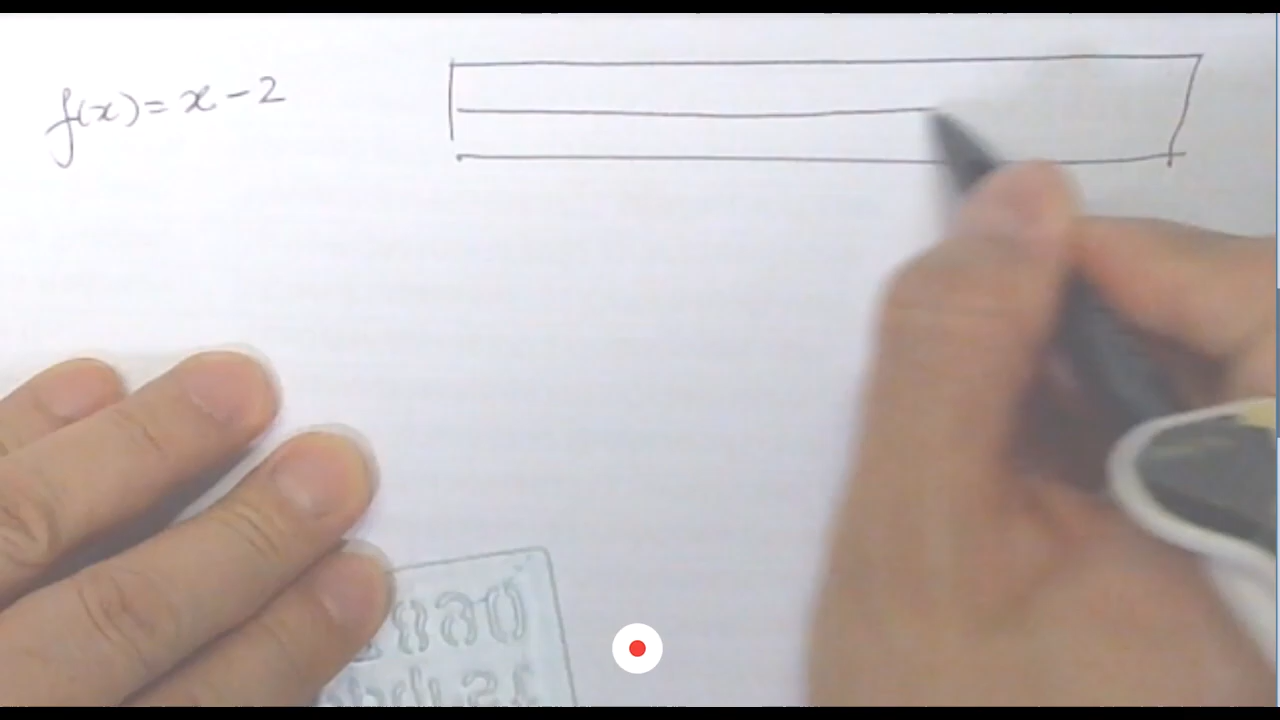 f(x) = x - 2